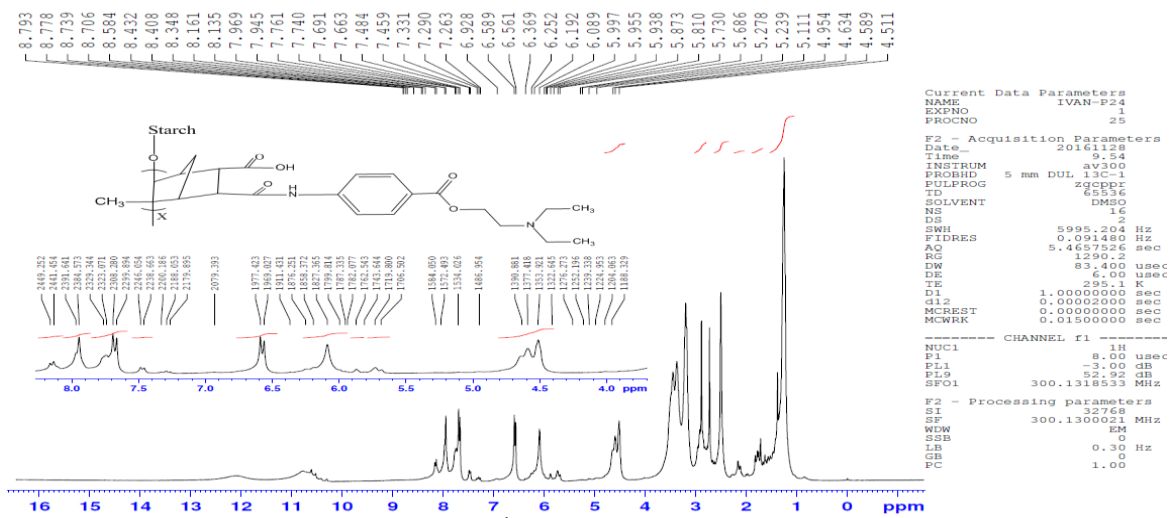 8.793 8.778 8.739 8.706 8.584 8.432 8.408 8.348 8.161 8.135 7.969 7.945 7.761 7.740 7.691 7.663 7.484 7.459 7.331 7.290 7.263 6.928 6.589 6.561 6.369 6.252 6.192 6.089 5.997 5.955 5.938 5.873 5.810 5.730 5.686 5.278 5.239 5.111 4.954 4.634 4.589 4.511
Starch
O
O
OH
CH₃
X
O
H
N
O
O
N
CH₃
CH₃
2449.252 2441.454 2391.641 2384.573 2329.344 2323.071 2308.280 2299.694 2246.004 2238.463 2200.186 2188.053 2179.895 2079.393 1977.423 1969.027 1911.431 1876.251 1858.272 1827.365 1799.814 1787.335 1782.077 1762.543 1743.644 1719.800 1706.392 1584.050 1572.493 1534.026 1486.954 1390.861 1377.418 1353.921 1322.645 1276.273 1252.196 1239.338 1224.553 1204.063 1188.329
8.0 7.5 7.0 6.5 6.0 5.5 5.0 4.5 4.0 ppm
16 15 14 13 12 11 10 9 8 7 6 5 4 3 2 1 0 ppm
Current Data Parameters
NAME IVAN-P24
EXPNO 1
PROCNO 25
F2 - Acquisition Parameters
Date_ 20161128
Time 9.54
INSTRUM av300
PROBHD 5 mm DUL 13C-1
PULPROG zgcppr
TD 65536
SOLVENT DMSO
NS 16
DS 2
SWH 5995.204 Hz
FIDRES 0.091480 Hz
AQ 5.4657526 sec
RG 1290.2
DW 83.400 usec
DE 6.00 usec
TE 295.1 K
D1 1.00000000 sec
d12 0.00002000 sec
MCREST 0.00000000 sec
MCWRK 0.01500000 sec
======== CHANNEL f1 ========
NUC1 1H
P1 8.00 usec
PL1 -3.00 dB
PL9 52.92 dB
SFO1 300.1318533 MHz
F2 - Processing parameters
SI 32768
SF 300.1300021 MHz
WDW EM
SSB 0
LB 0.30 Hz
GB 0
PC 1.00